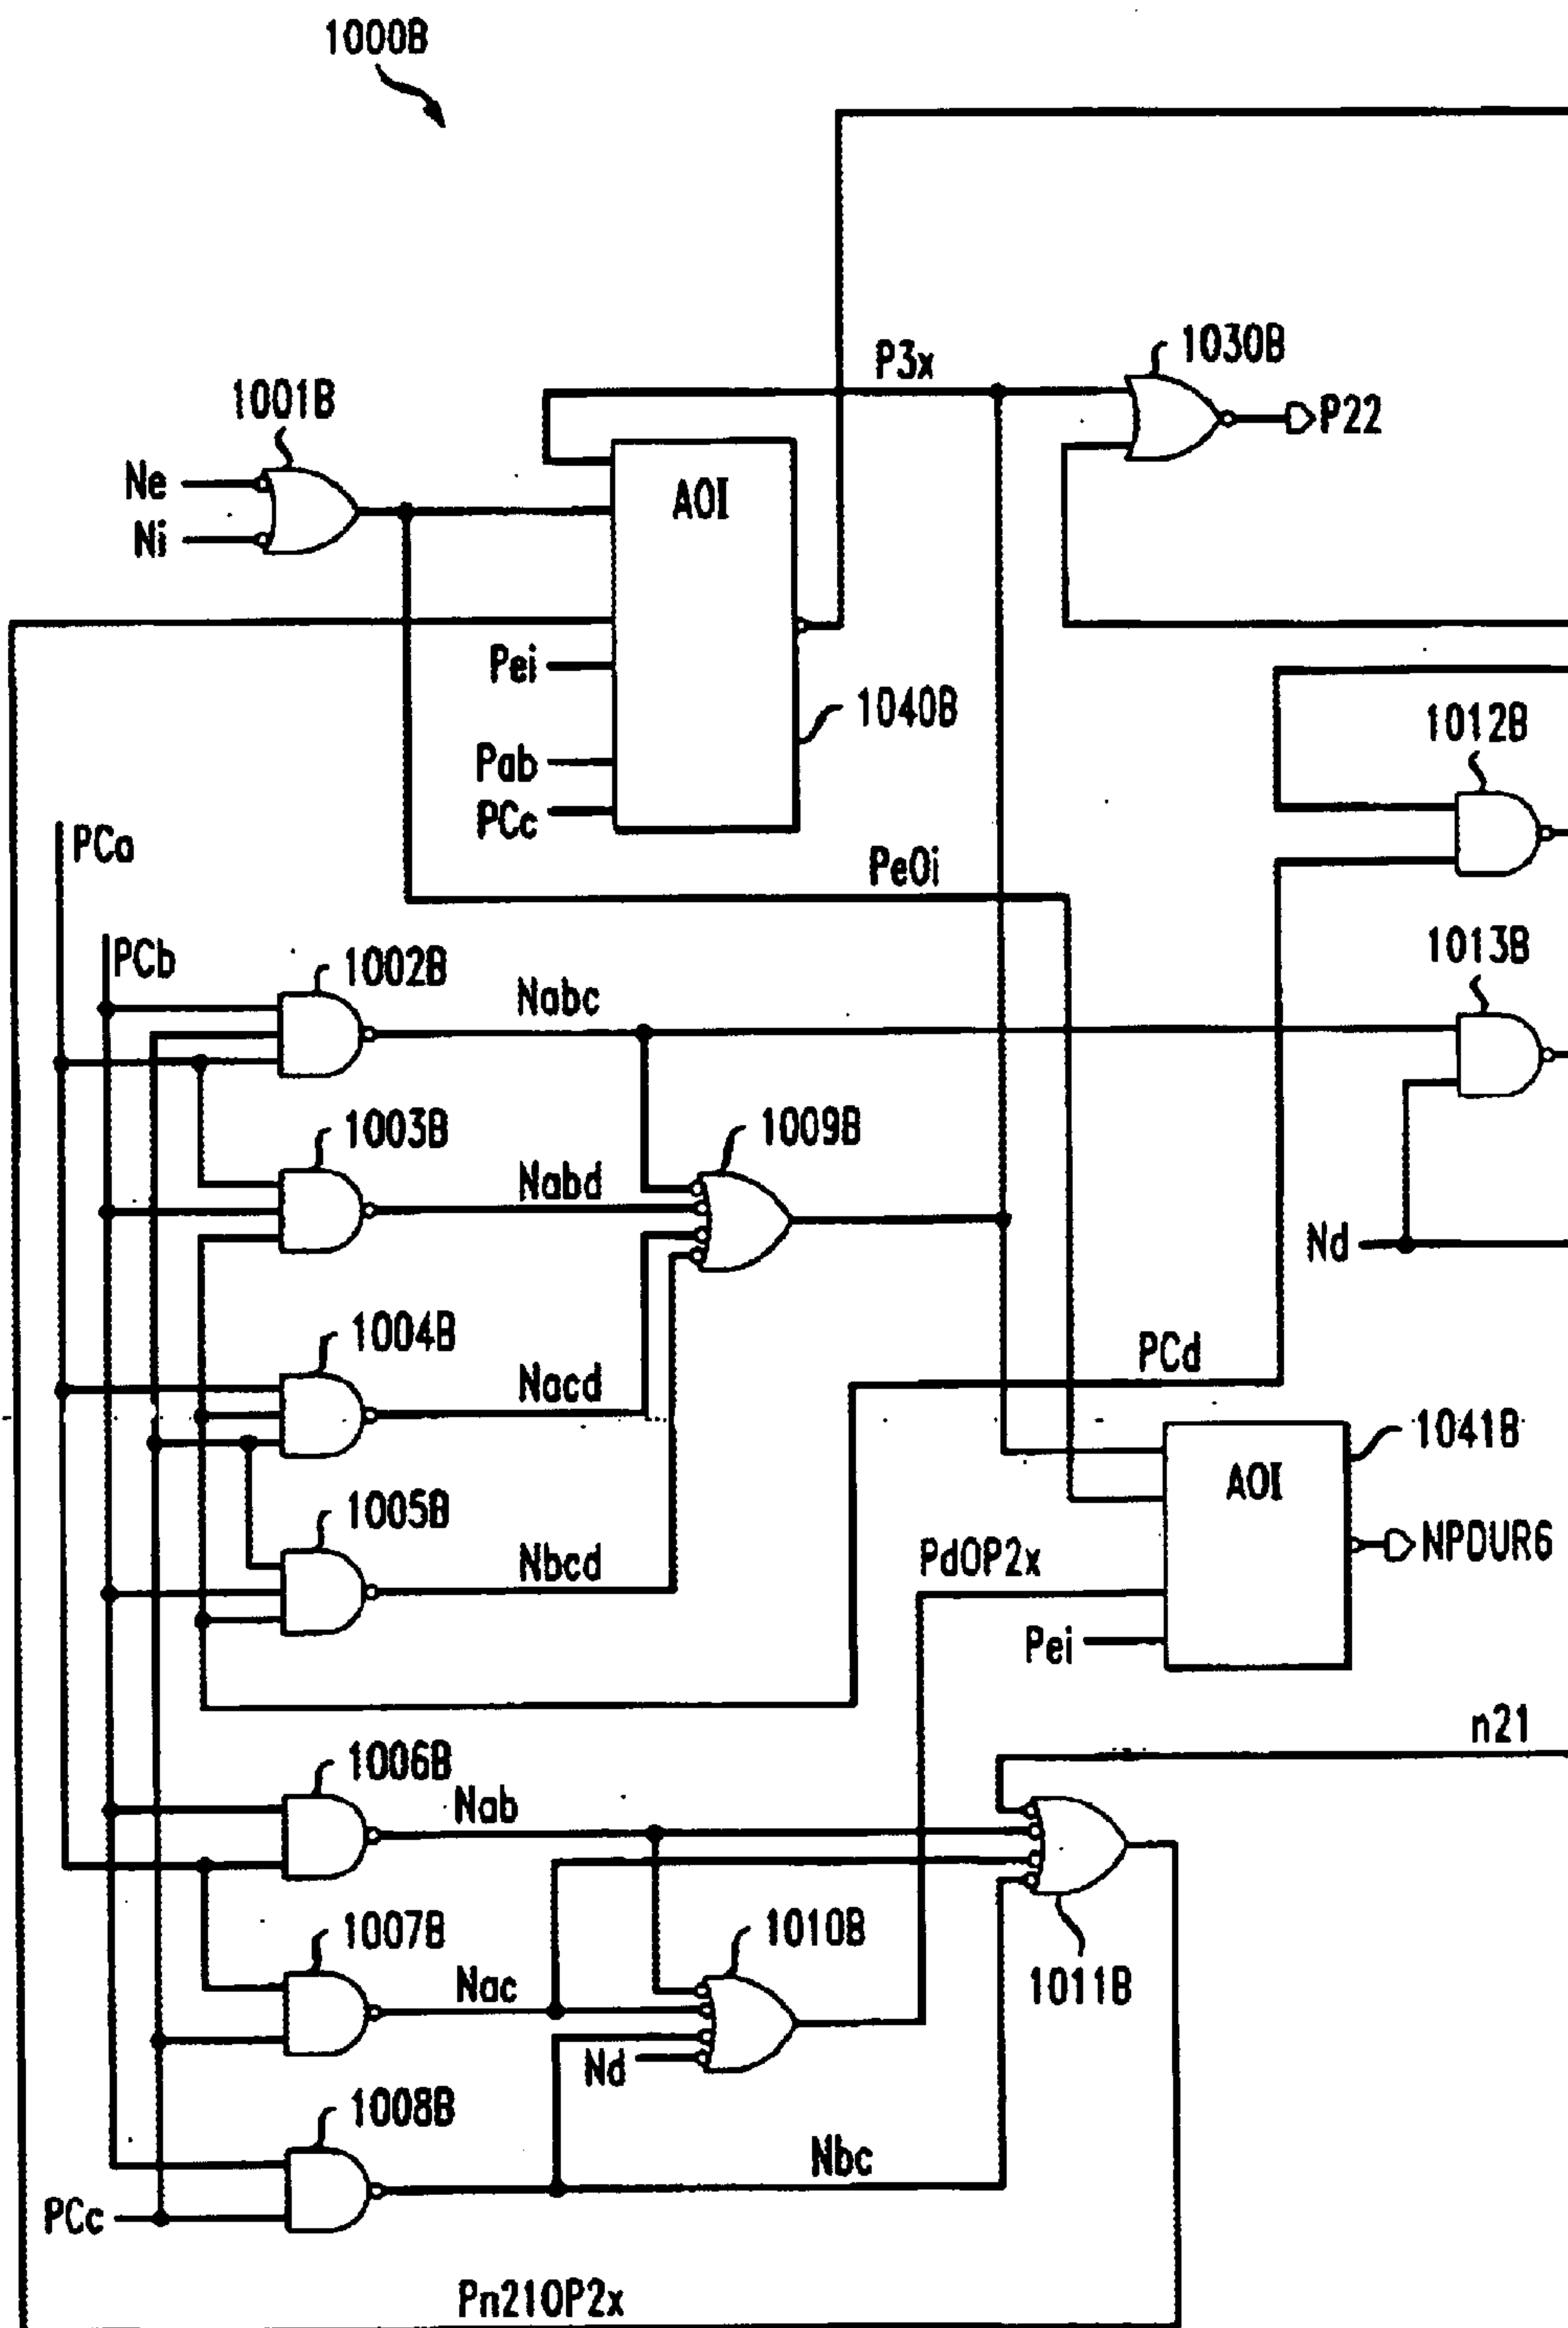 1000B
P3x
1030B
P22
1001B
Ne
Ni
AOI
Pei
1040B
Pab
PCc
1012B
PCa
PeOi
PCb
1002B
Nabc
1013B
1003B
Nabd
1009B
Nd
1004B
Nacd
PCd
1041B
AOI
1005B
Nbcd
PdOP2x
NPDUR6
Pei
n21
1006B
Nab
1007B
Nac
1010B
1011B
Nd
1008B
Nbc
PCc
Pn21OP2x